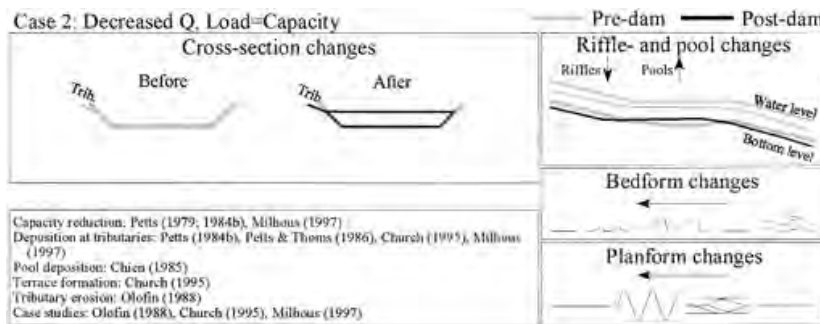 Case 2: Decreased Q, Load=Capacity
Pre-dam
Post-dam
Cross-section changes
Before
After
Trib.
Trib.
Riffle- and pool changes
Riffles
Pools
Water level
Bottom level
Bedform changes
Planform changes
Capacity reduction: Petts (1979; 1984b), Milhous (1997)
Deposition at tributaries: Petts (1984b), Petts & Thoms (1986), Church (1995), Milhous
(1997)
Pool deposition: Chien (1985)
Terrace formation: Church (1995)
Tributary erosion: Olofin (1988)
Case studies: Olofin (1988), Church (1995), Milhous (1997)